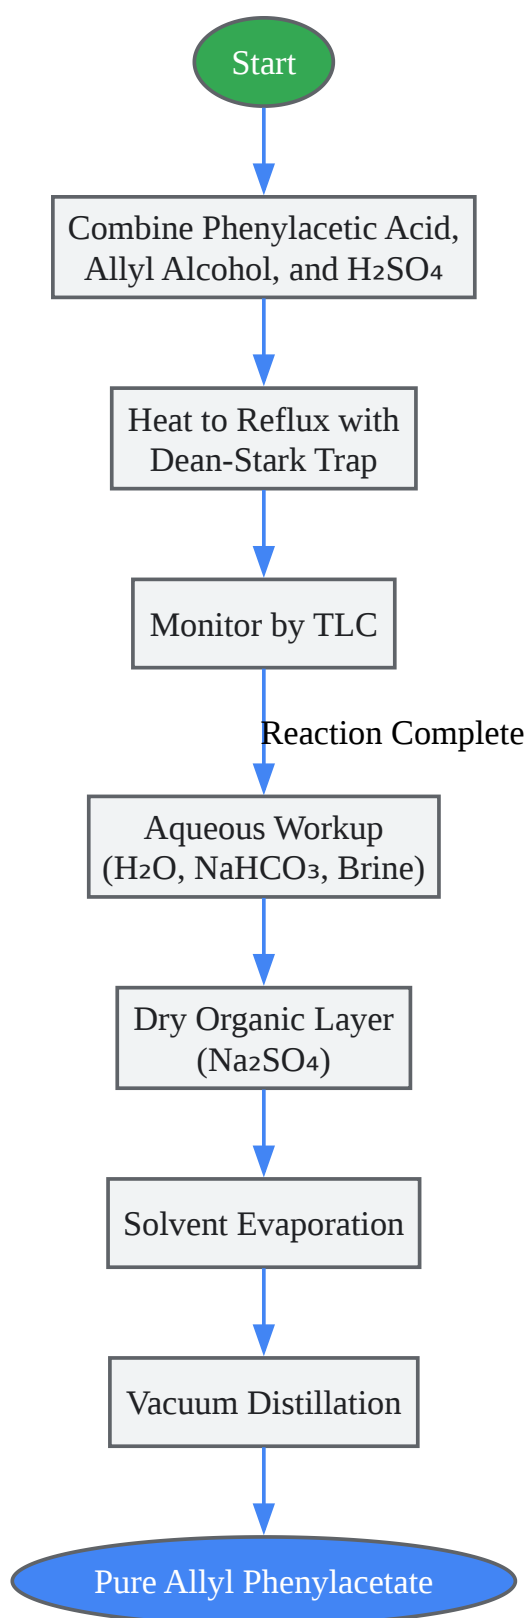 Start
Combine Phenylacetic Acid,
Allyl Alcohol, and H₂SO₄
Heat to Reflux with
Dean-Stark Trap
Monitor by TLC
Reaction Complete
Aqueous Workup
(H₂O, NaHCO₃, Brine)
Dry Organic Layer
(Na₂SO₄)
Solvent Evaporation
Vacuum Distillation
Pure Allyl Phenylacetate